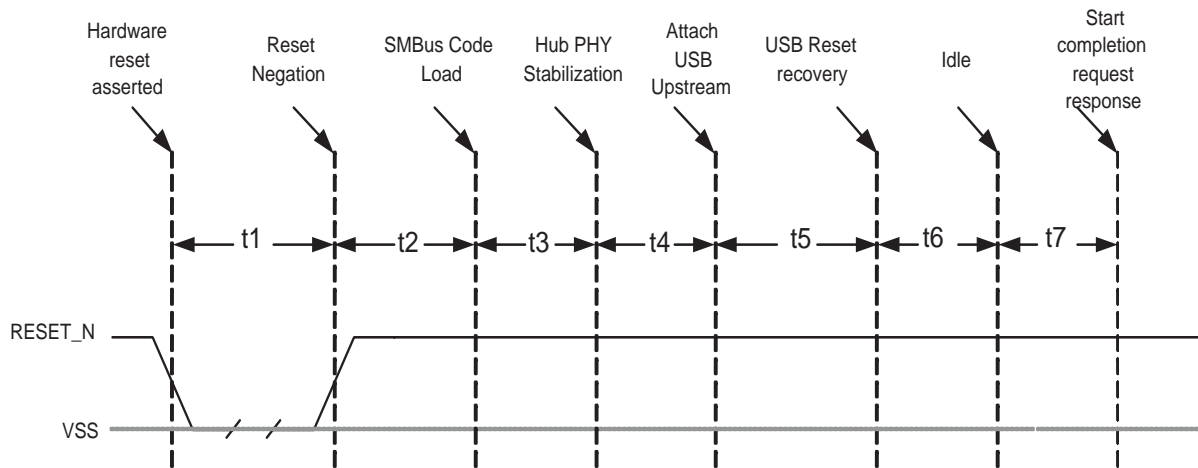 Hardware
reset
asserted
Reset
Negation
SMBus Code
Load
Hub PHY
Stabilization
Attach
USB
Upstream
USB Reset
recovery
Idle
Start
completion
request
response
t1
t2
t3
t4
t5
t6
t7
RESET_N
VSS